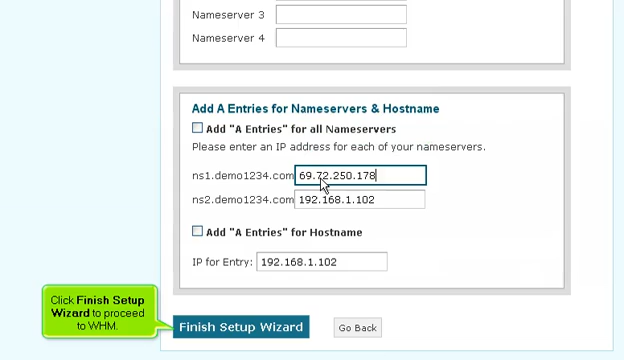 Nameserver 3
Nameserver 4
Add A Entries for Nameservers & Hostname
Add "A Entries" for all Nameservers
Please enter an IP address for each of your nameservers.
ns1.demo1234.com 69.72.250.178
ns2.demo1234.com 192.168.1.102
Add "A Entries" for Hostname
IP for Entry: 192.168.1.102
Click Finish Setup
Wizard to proceed
to WHM.
Finish Setup Wizard Go Back